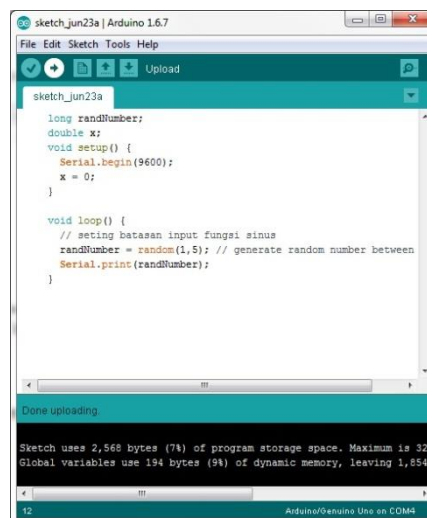 sketch_jun23a | Arduino 1.6.7
File Edit Sketch Tools Help
Upload
sketch_jun23a
long randNumber;
double x;
void setup() {
Serial.begin(9600);
x = 0;
}
void loop() {
// seting batasan input fungsi sinus
randNumber = random(1,5); // generate random number between
Serial.print(randNumber);
}
Done uploading.
Sketch uses 2,568 bytes (7%) of program storage space. Maximum is 32
Global variables use 194 bytes (9%) of dynamic memory, leaving 1,854
12
Arduino/Genuino Uno on COM4